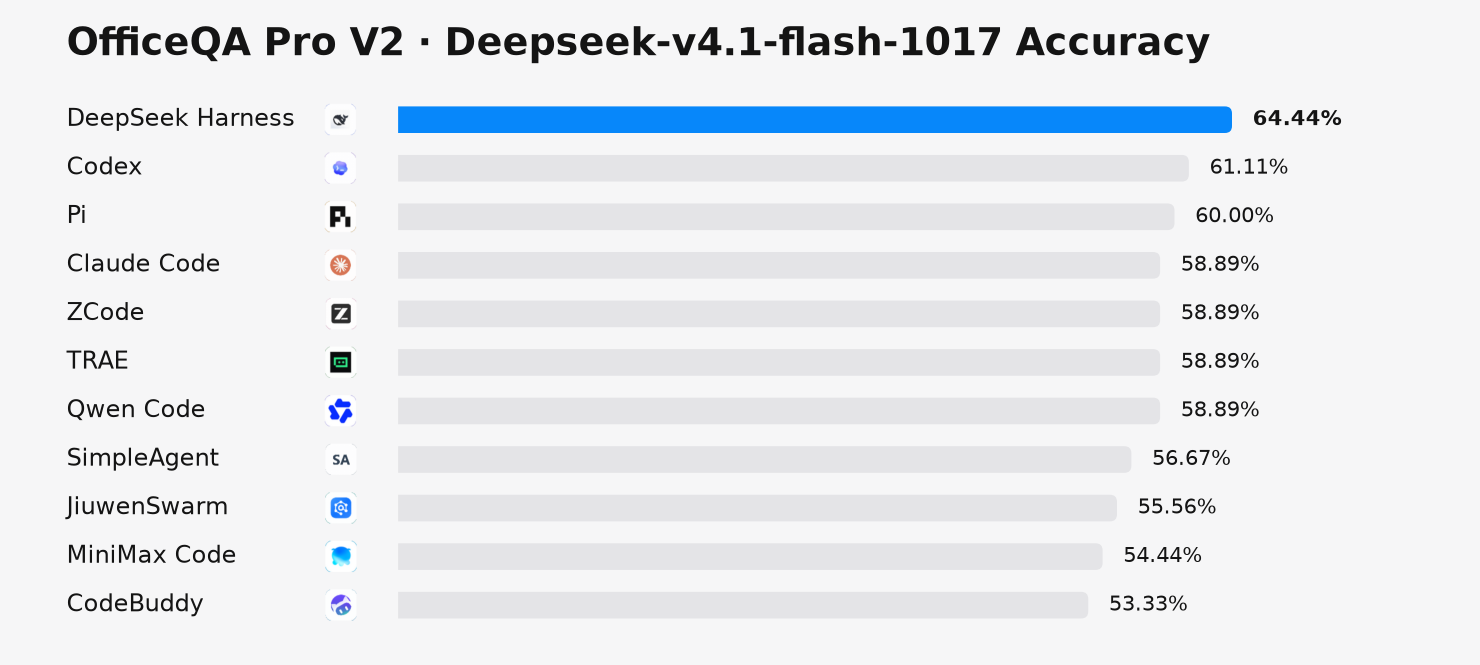 OfficeQA Pro V2 · Deepseek-v4.1-flash-1017 Accuracy
DeepSeek Harness 64.44%
Codex 61.11%
Pi 60.00%
Claude Code 58.89%
ZCode 58.89%
TRAE 58.89%
Qwen Code 58.89%
SimpleAgent SA 56.67%
JiuwenSwarm 55.56%
MiniMax Code 54.44%
CodeBuddy 53.33%